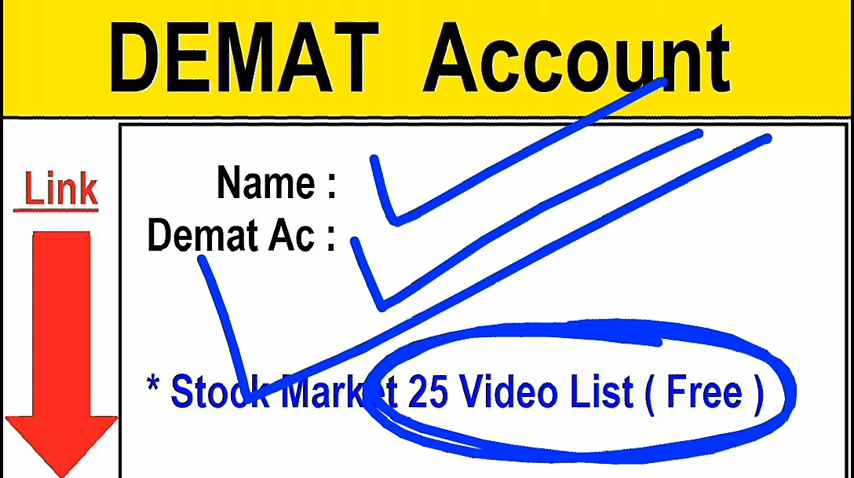 DEMAT Account
Link
Name :
Demat Ac :
* Stock Market 25 Video List ( Free )